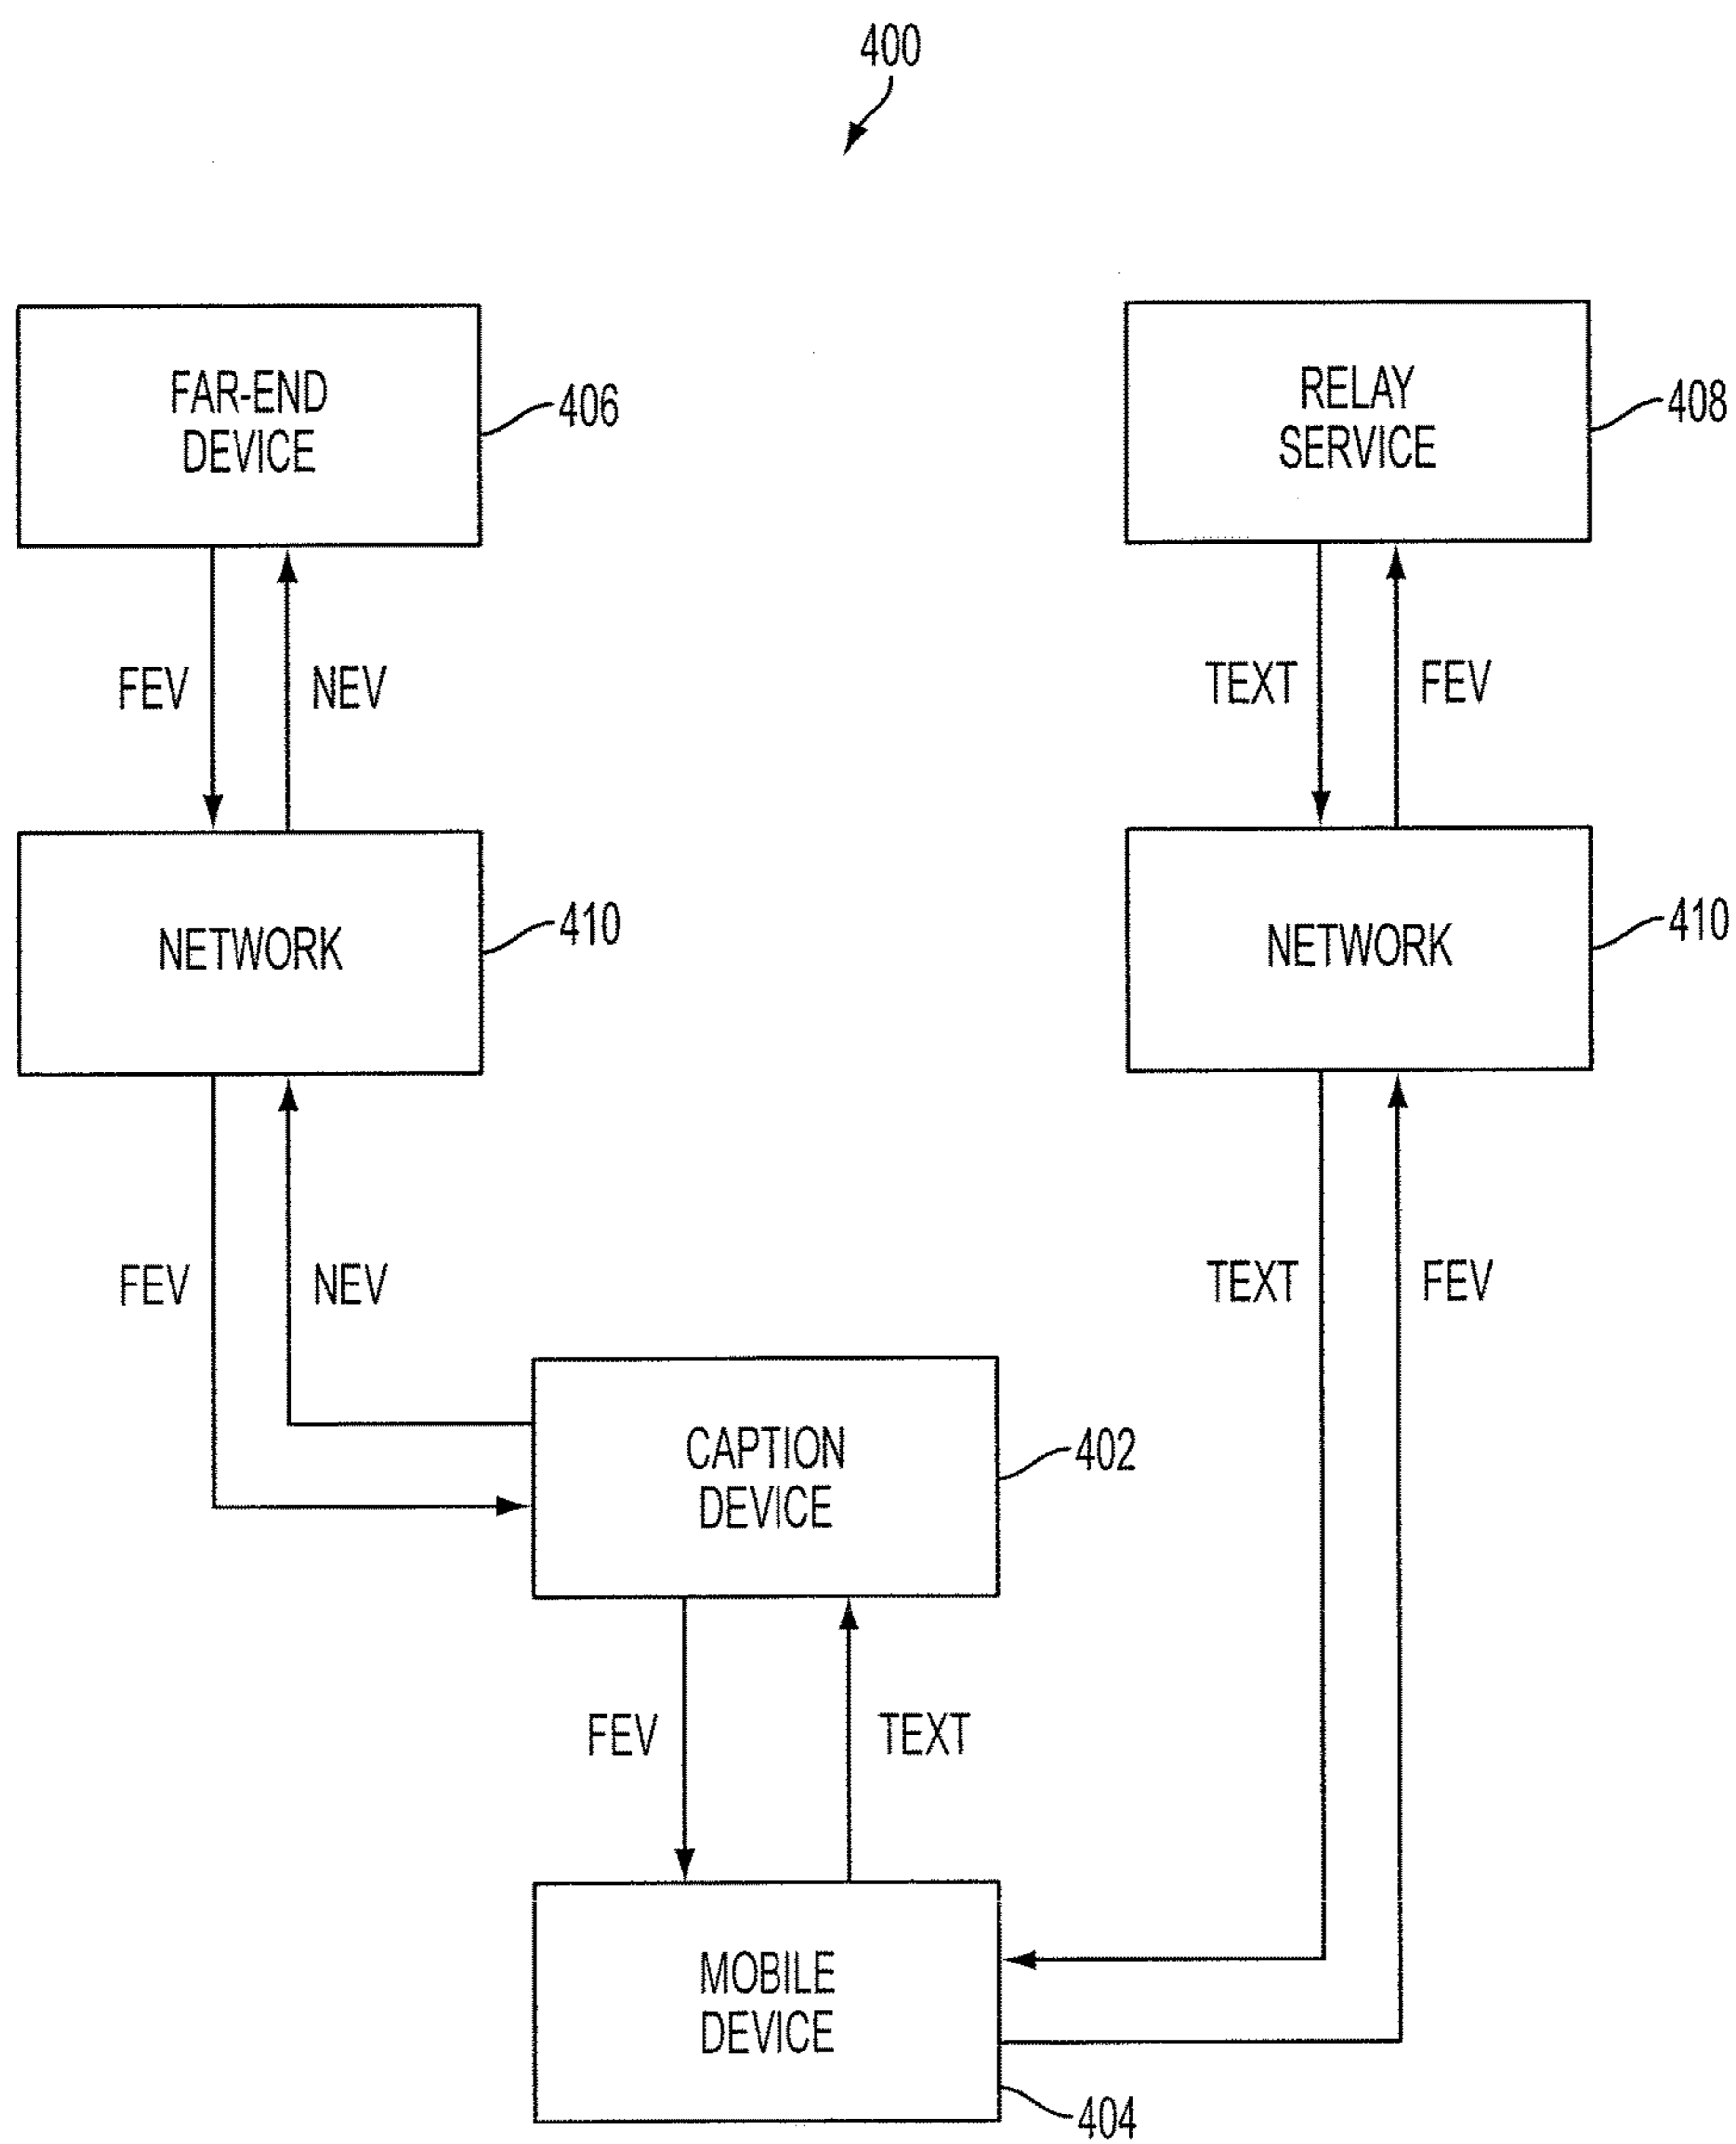 400
FAR-END
DEVICE
406
RELAY
SERVICE
408
FEV
NEV
TEXT
FEV
NETWORK
410
NETWORK
410
FEV
NEV
TEXT
FEV
CAPTION
DEVICE
402
FEV
TEXT
MOBILE
DEVICE
404